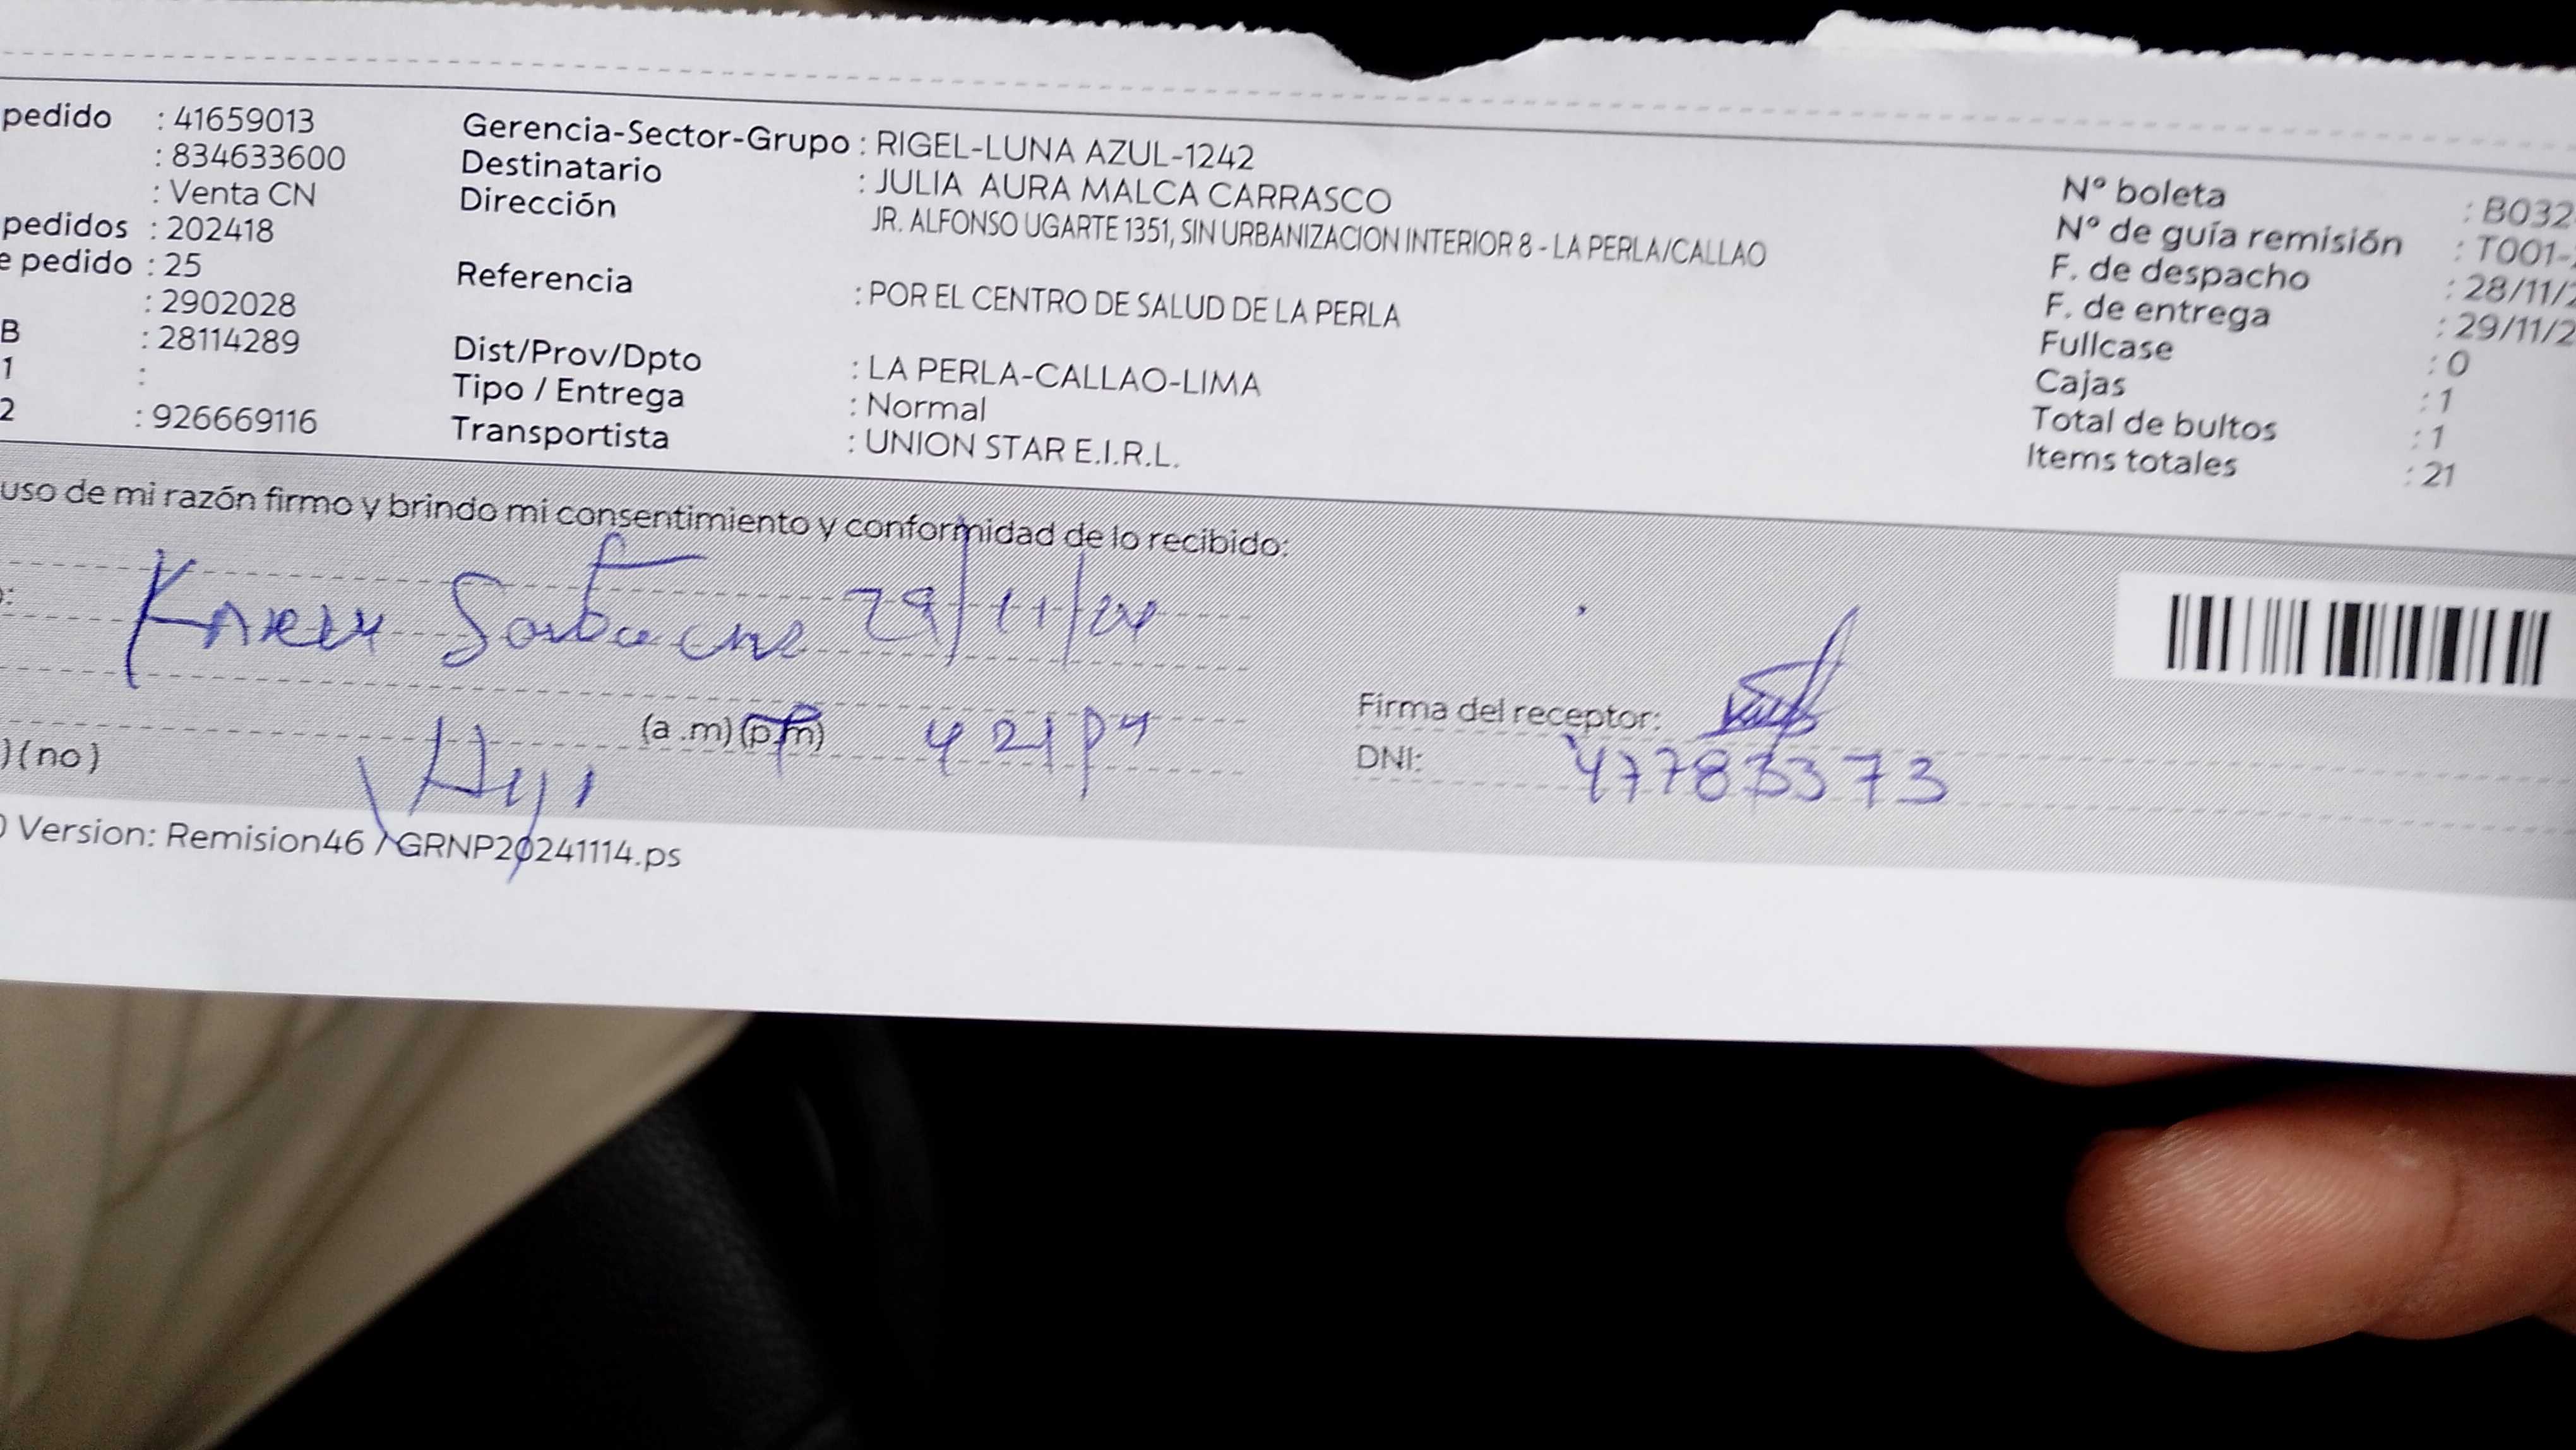 pedido : 41659013
: 834633600
: Venta CN
pedidos : 202418
e pedido : 25
: 2902028
B : 28114289
1 :
2 : 926669116
Gerencia-Sector-Grupo : RIGEL-LUNA AZUL-1242
Destinatario : JULIA AURA MALCA CARRASCO
Dirección JR. ALFONSO UGARTE 1351, SIN URBANIZACION INTERIOR 8 - LA PERLA/CALLAO
Referencia : POR EL CENTRO DE SALUD DE LA PERLA
Dist/Prov/Dpto : LA PERLA-CALLAO-LIMA
Tipo / Entrega : Normal
Transportista : UNION STAR E.I.R.L.
N° boleta : B032
N° de guía remisión : T001-
F. de despacho : 28/11/2
F. de entrega : 29/11/2
Fullcase : 0
Cajas : 1
Total de bultos : 1
Items totales : 21
uso de mi razón firmo y brindo mi consentimiento y conformidad de lo recibido:
29/11/24
(a .m) (p.m) 4 21 pm
Firma del receptor:
) ( no )
DNI:
) Version: Remision46 / GRNP20241114.ps